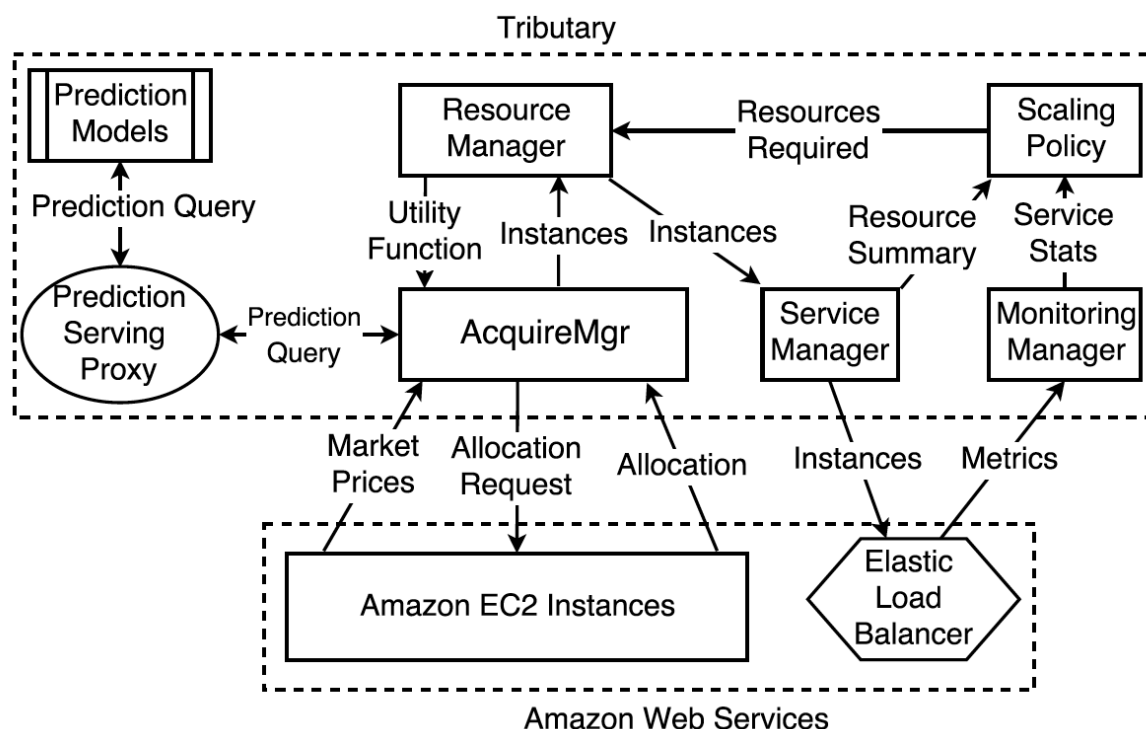 Tributary
Prediction
Models
Resource
Manager
Resources
Required
Scaling
Policy
Prediction Query
Utility
Function
Instances
Instances
Resource
Summary
Service
Stats
Prediction
Serving
Proxy
Prediction
Query
AcquireMgr
Service
Manager
Monitoring
Manager
Market
Prices
Allocation
Request
Allocation
Instances
Metrics
Amazon EC2 Instances
Elastic
Load
Balancer
Amazon Web Services